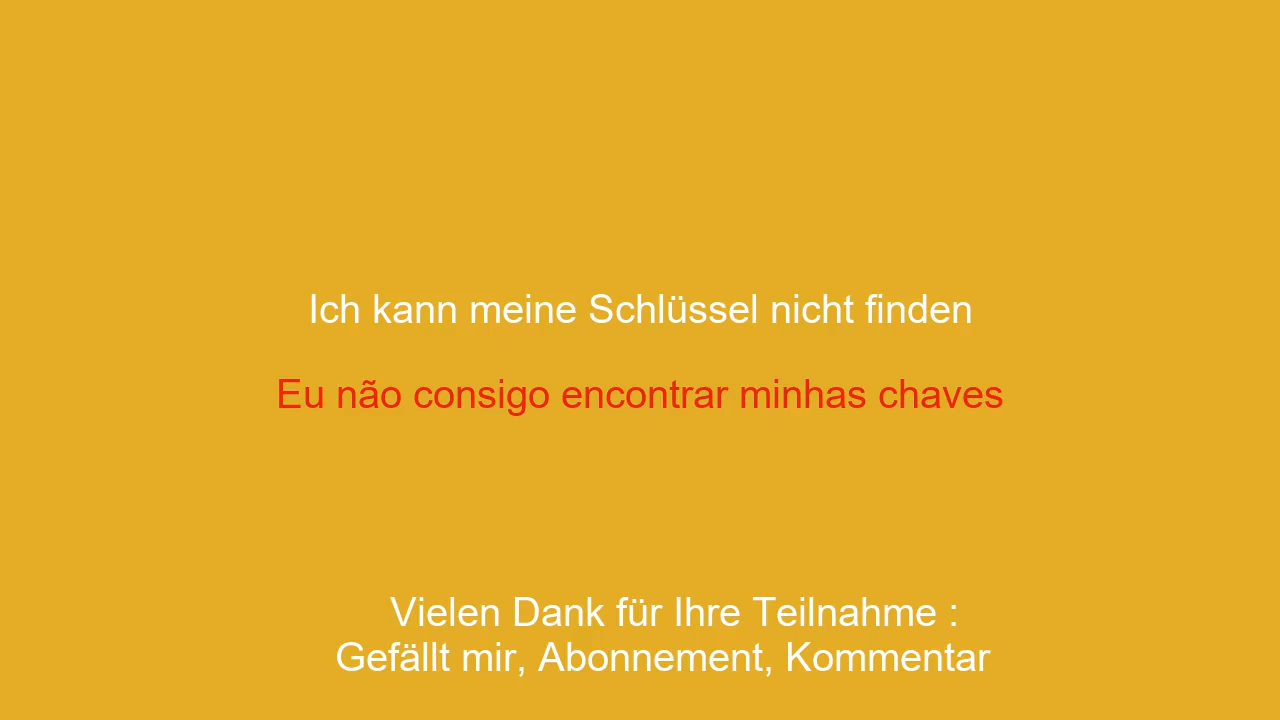 Ich kann meine Schlüssel nicht finden
Eu não consigo encontrar minhas chaves
Vielen Dank für Ihre Teilnahme :
Gefällt mir, Abonnement, Kommentar